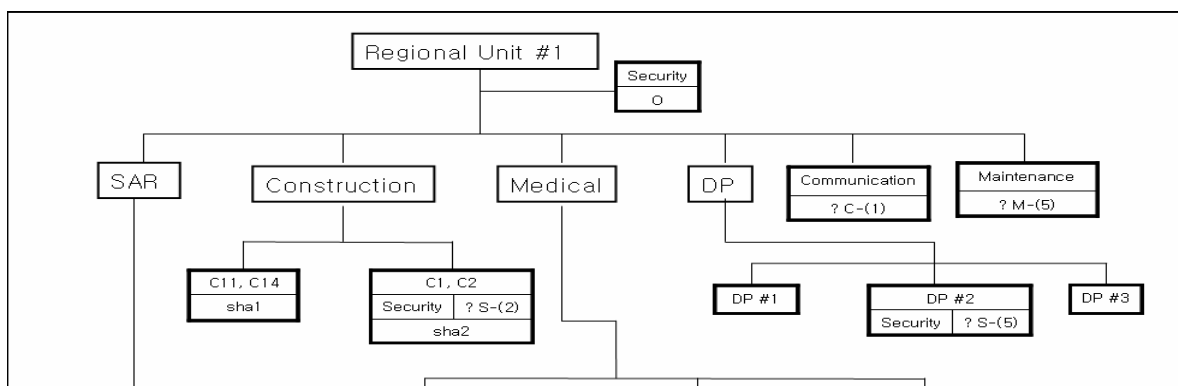 Regional Unit #1
Security
O
SAR
Construction
Medical
DP
Communication
? C-(1)
Maintenance
? M-(5)
C11, C14
sha1
C1, C2
Security ? S-(2)
sha2
DP #1
DP #2
Security ? S-(5)
DP #3